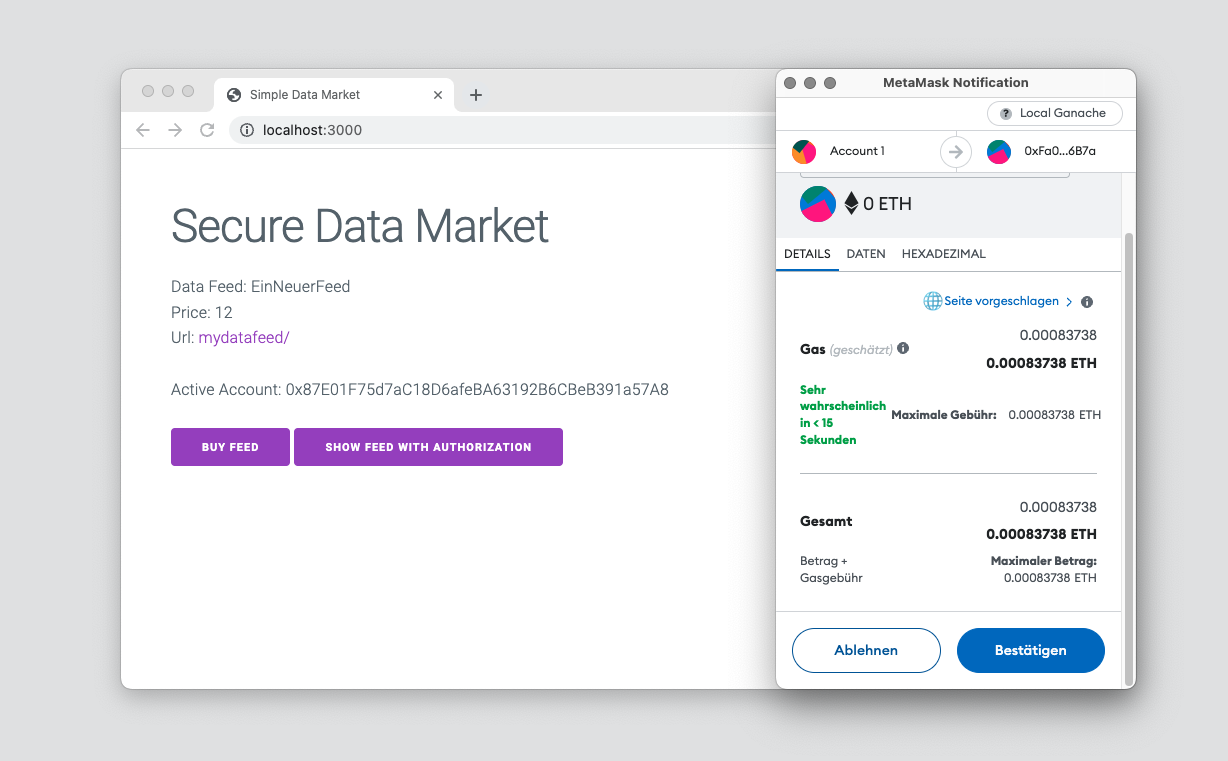 Simple Data Market
localhost:3000
Secure Data Market
Data Feed: EinNeuerFeed
Price: 12
Url: mydatafeed/
Active Account: 0x87E01F75d7aC18D6afeBA63192B6CBeB391a57A8
BUY FEED
SHOW FEED WITH AUTHORIZATION
MetaMask Notification
Local Ganache
Account 1
0xFa0...6B7a
0 ETH
DETAILS DATEN HEXADEZIMAL
Seite vorgeschlagen >
0.00083738
Gas (geschätzt)
0.00083738 ETH
Sehr
wahrscheinlich
in < 15
Sekunden
Maximale Gebühr: 0.00083738 ETH
0.00083738
Gesamt
0.00083738 ETH
Betrag +
Gasgebühr
Maximaler Betrag:
0.00083738 ETH
Ablehnen
Bestätigen